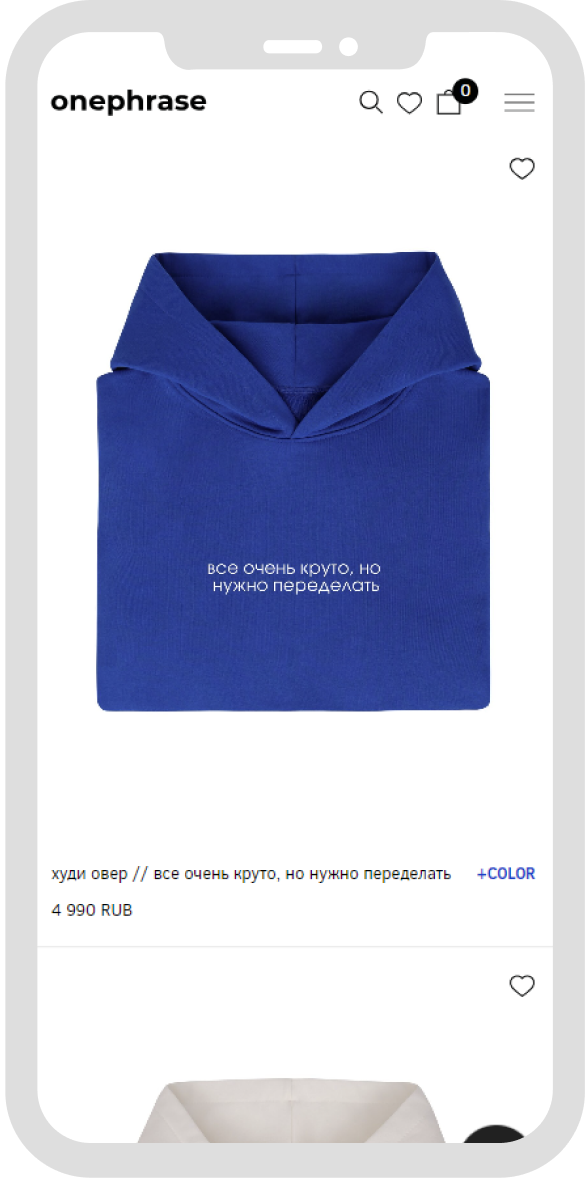 onephrase
0
все очень круто, но
нужно переделать
худи овер // все очень круто, но нужно переделать
+COLOR
4 990 RUB